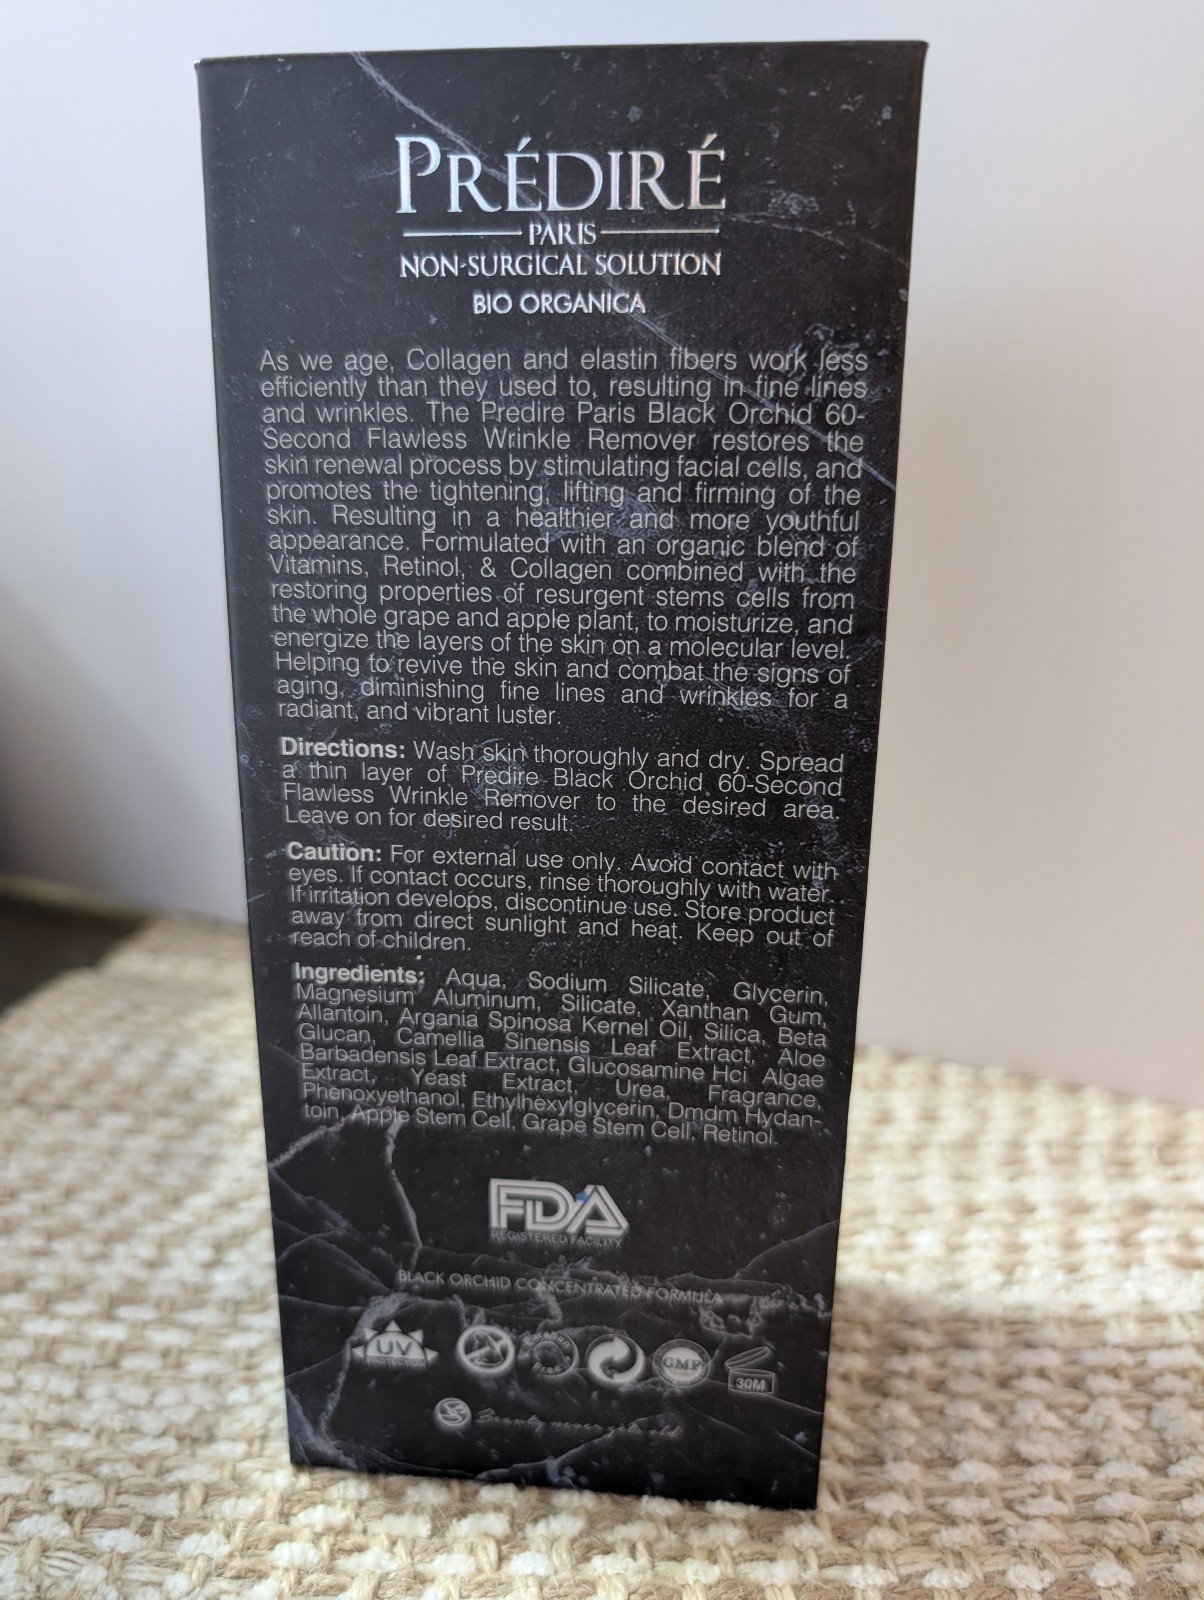 PRÉDIRÉ
PARIS
NON-SURGICAL SOLUTION
BIO ORGANICA
As we age, Collagen and elastin fibers work less
efficiently than they used to, resulting in fine lines
and wrinkles. The Predire Paris Black Orchid 60-
Second Flawless Wrinkle Remover restores the
skin renewal process by stimulating facial cells, and
promotes the tightening, lifting and firming of the
skin. Resulting in a healthier and more youthful
appearance. Formulated with an organic blend of
Vitamins, Retinol, & Collagen combined with the
restoring properties of resurgent stems cells from
the whole grape and apple plant, to moisturize, and
energize the layers of the skin on a molecular level.
Helping to revive the skin and combat the signs of
aging, diminishing fine lines and wrinkles for a
radiant, and vibrant luster.
Directions: Wash skin thoroughly and dry. Spread
a thin layer of Predire Black Orchid 60-Second
Flawless Wrinkle Remover to the desired area.
Leave on for desired result.
Caution: For external use only. Avoid contact with
eyes. If contact occurs, rinse thoroughly with water.
If irritation develops, discontinue use. Store product
away from direct sunlight and heat. Keep out of
reach of children.
Ingredients: Aqua, Sodium Silicate, Glycerin,
Magnesium Aluminum, Silicate, Xanthan Gum,
Allantoin, Argania Spinosa Kernel Oil, Silica, Beta
Glucan, Camellia Sinensis Leaf Extract, Aloe
Barbadensis Leaf Extract, Glucosamine Hcl Algae
Extract, Yeast Extract, Urea, Fragrance,
Phenoxyethanol, Ethylhexylglycerin, Dmdm Hydan-
toin, Apple Stem Cell, Grape Stem Cell, Retinol.
FDA
REGISTERED FACILITY
BLACK ORCHID CONCENTRATED FORMULA
UV
PROTECTION
GMP
30M
Beauty never gets old